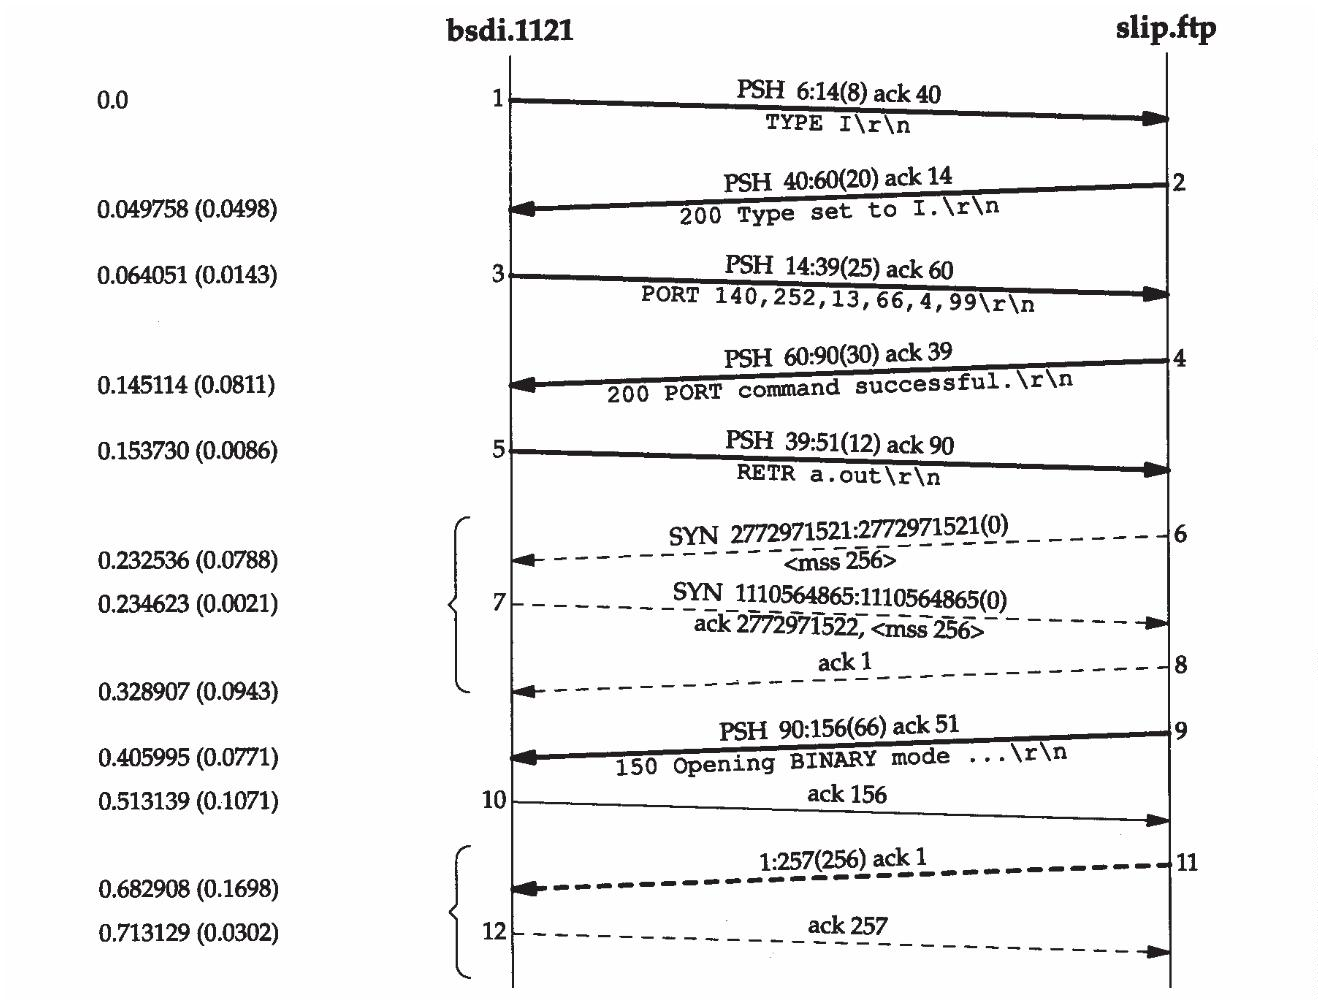 bsdi.1121 slip.ftp
0.0 1 PSH 6:14(8) ack 40
TYPE I\r\n
PSH 40:60(20) ack 14 2
0.049758 (0.0498) 200 Type set to I.\r\n
0.064051 (0.0143) 3 PSH 14:39(25) ack 60
PORT 140,252,13,66,4,99\r\n
PSH 60:90(30) ack 39 4
0.145114 (0.0811) 200 PORT command successful.\r\n
0.153730 (0.0086) 5 PSH 39:51(12) ack 90
RETR a.out\r\n
SYN 2772971521:2772971521(0) 6
0.232536 (0.0788) <mss 256>
0.234623 (0.0021) 7 SYN 1110564865:1110564865(0)
ack 2772971522, <mss 256>
ack 1 8
0.328907 (0.0943)
PSH 90:156(66) ack 51 9
0.405995 (0.0771) 150 Opening BINARY mode ...\r\n
0.513139 (0.1071) 10 ack 156
1:257(256) ack 1 11
0.682908 (0.1698)
0.713129 (0.0302) 12 ack 257